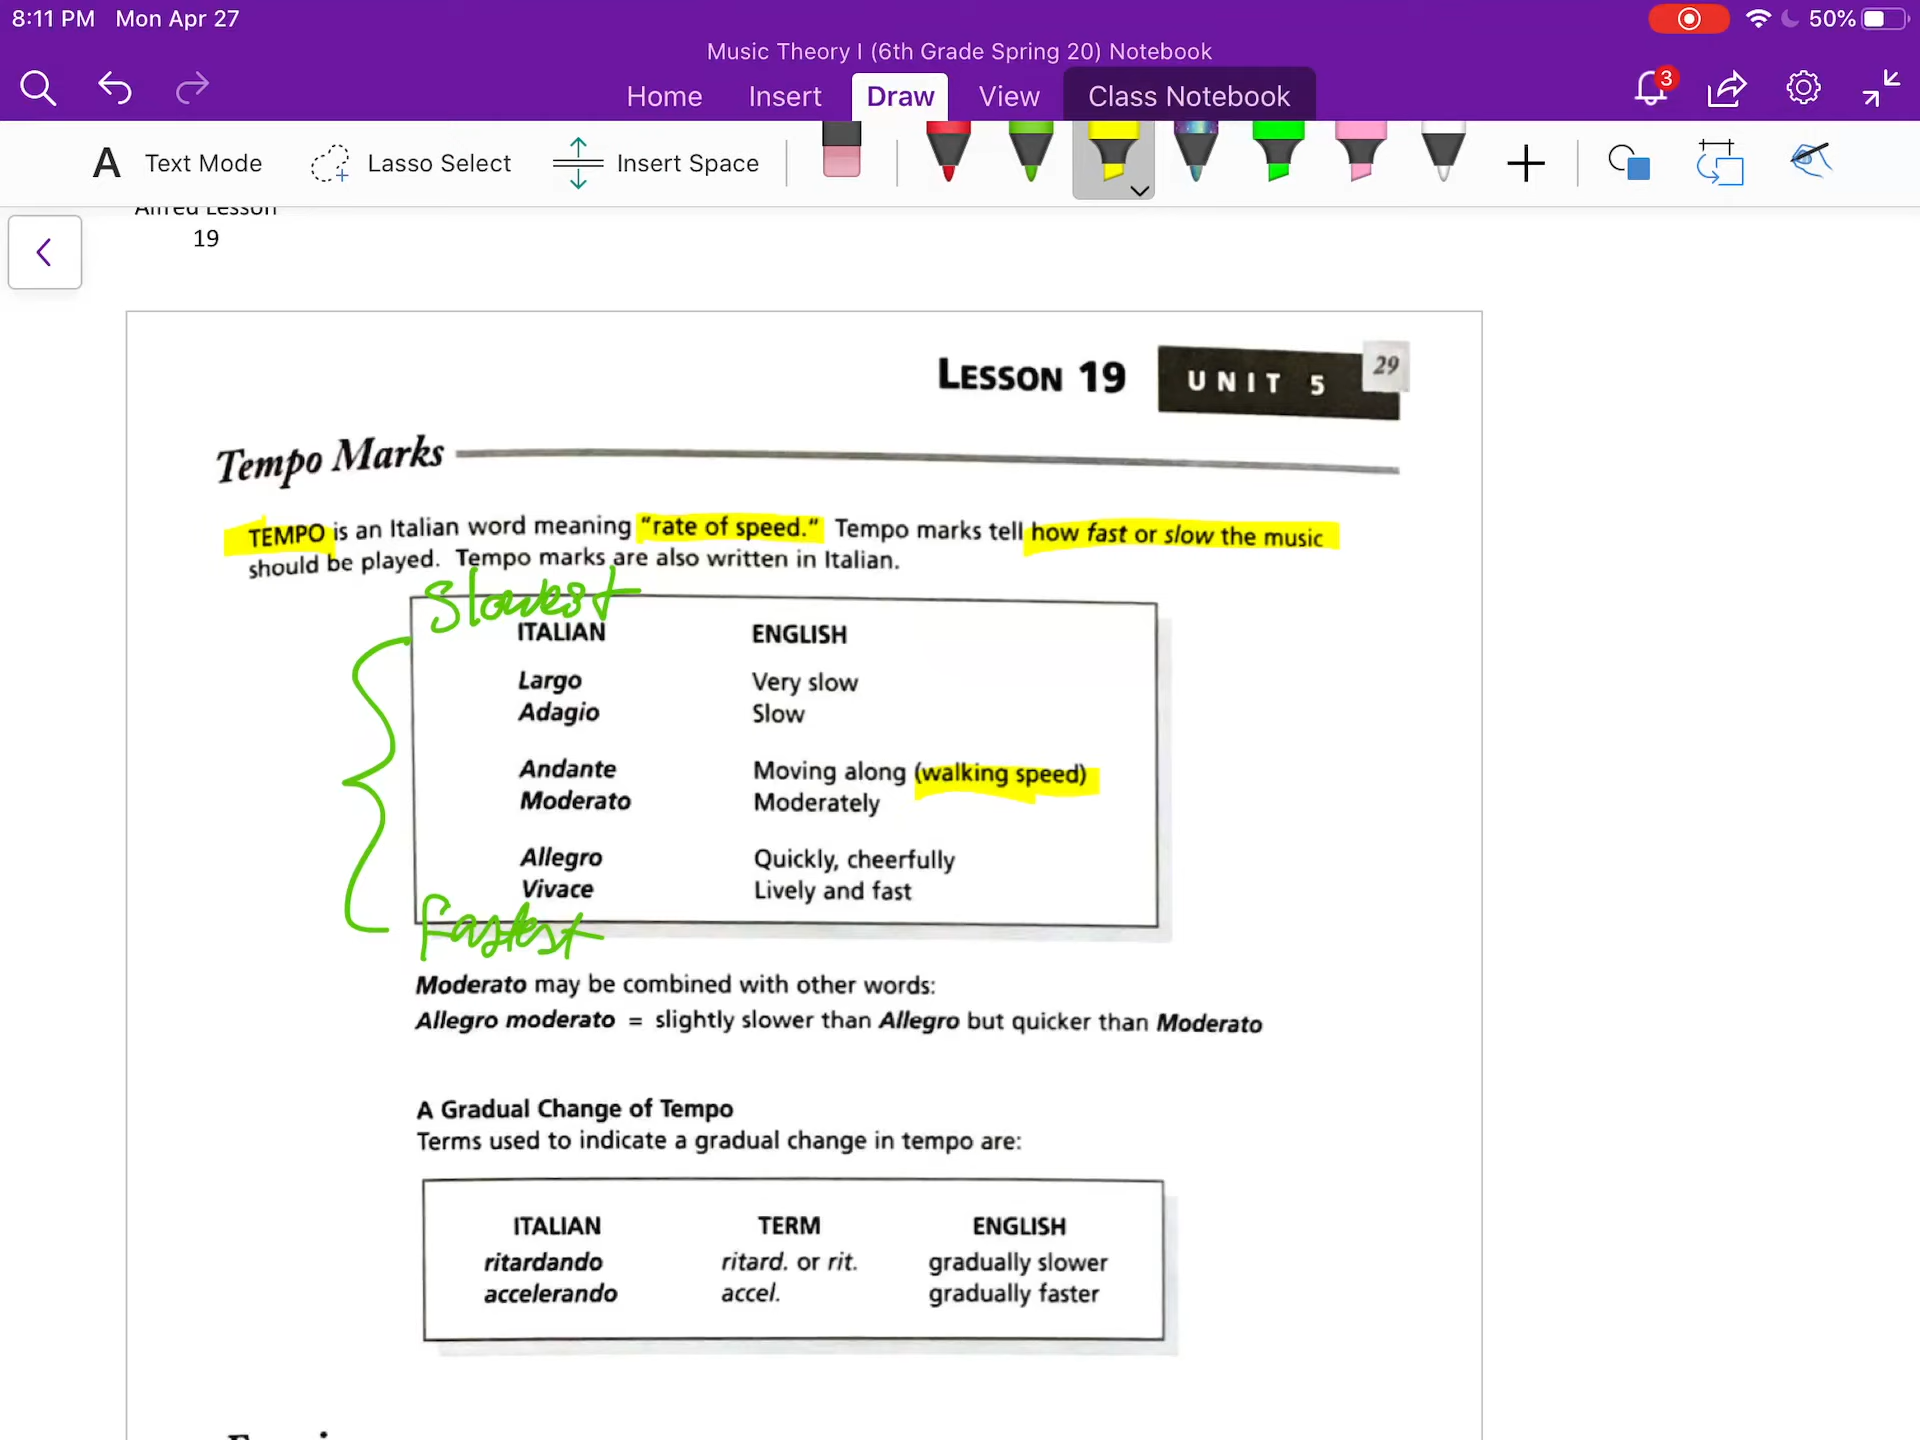 8:11 PM Mon Apr 27
50%
Music Theory I (6th Grade Spring 20) Notebook
Home Insert Draw View Class Notebook
3
A Text Mode Lasso Select Insert Space
Alfred Lesson
19
LESSON 19 UNIT 5 29
Tempo Marks
TEMPO is an Italian word meaning "rate of speed." Tempo marks tell how fast or slow the music
should be played. Tempo marks are also written in Italian.
Slowest
ITALIAN ENGLISH
Largo Very slow
Adagio Slow
Andante Moving along (walking speed)
Moderato Moderately
Allegro Quickly, cheerfully
Vivace Lively and fast
Fastest
Moderato may be combined with other words:
Allegro moderato = slightly slower than Allegro but quicker than Moderato
A Gradual Change of Tempo
Terms used to indicate a gradual change in tempo are:
ITALIAN TERM ENGLISH
ritardando ritard. or rit. gradually slower
accelerando accel. gradually faster